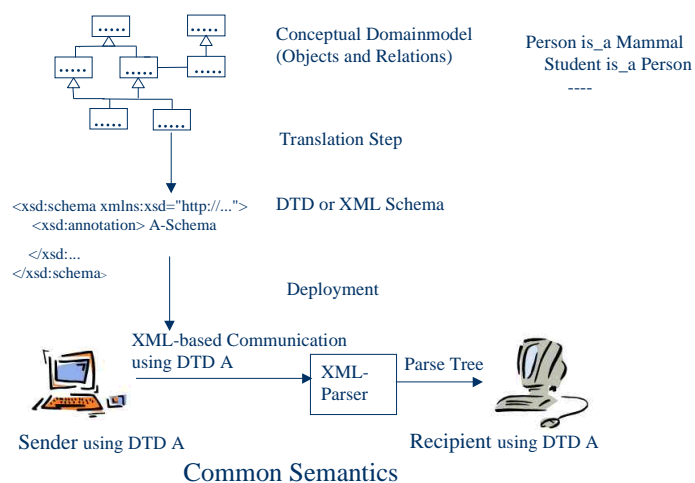 Conceptual Domainmodel
(Objects and Relations)
Person is_a Mammal
Student is_a Person
----
.....
.....
.....
.....
.....
.....
.....
Translation Step
<xsd:schema xmlns:xsd="http://...">
<xsd:annotation> A-Schema
</xsd:...
</xsd:schema>
DTD or XML Schema
Deployment
XML-based Communication
using DTD A
XML-
Parser
Parse Tree
Sender using DTD A
Recipient using DTD A
Common Semantics